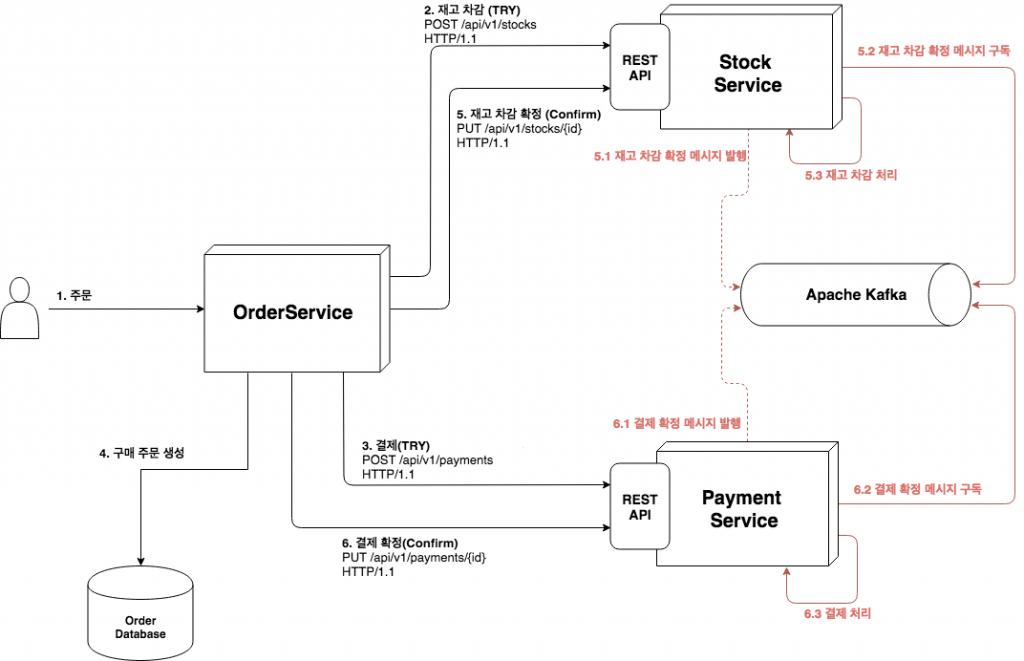 2. 재고 차감 (TRY)
POST /api/v1/stocks
HTTP/1.1
REST
API
Stock
Service
5.2 재고 차감 확정 메시지 구독
5. 재고 차감 확정 (Confirm)
PUT /api/v1/stocks/{id}
HTTP/1.1
5.1 재고 차감 확정 메시지 발행
5.3 재고 차감 처리
1. 주문
OrderService
Apache Kafka
6.1 결제 확정 메시지 발행
3. 결제(TRY)
POST /api/v1/payments
HTTP/1.1
4. 구매 주문 생성
REST
API
Payment
Service
6.2 결제 확정 메시지 구독
6. 결제 확정(Confirm)
PUT /api/v1/payments/{id}
HTTP/1.1
6.3 결제 처리
Order
Database